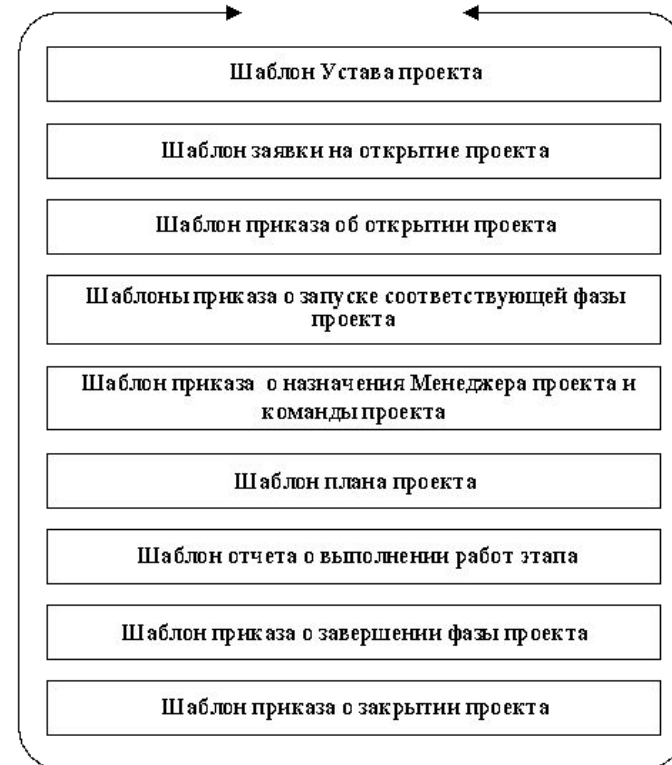 Шаблон Устава проекта
Шаблон заявки на открытие проекта
Шаблон приказа об открытии проекта
Шаблоны приказа о запуске соответствующей фазы
проекта
Шаблон приказа о назначения Менеджера проекта и
команды проекта
Шаблон плана проекта
Шаблон отчета о выполнении работ этапа
Шаблон приказа о завершении фазы проекта
Шаблон приказа о закрытии проекта